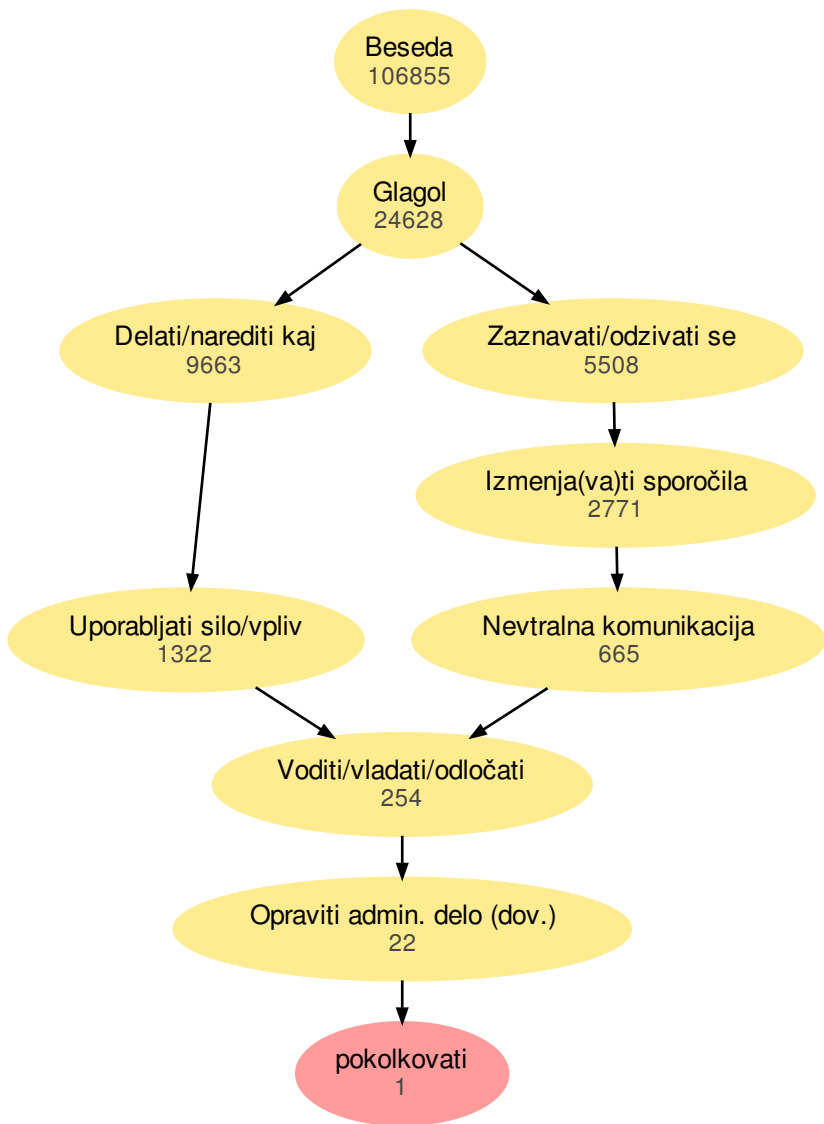 Beseda
106855
Glagol
24628
Delati/narediti kaj
9663
Zaznavati/odzivati se
5508
Izmenja(va)ti sporočila
2771
Uporabljati silo/vpliv
1322
Nevtralna komunikacija
665
Voditi/vladati/odločati
254
Opraviti admin. delo (dov.)
22
pokolkovati
1